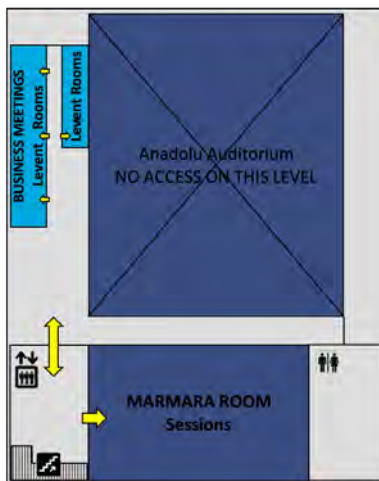 BUSINESS MEETINGS
Levent Rooms
Levent Rooms
Anadolu Auditorium
NO ACCESS ON THIS LEVEL
MARMARA ROOM
Sessions